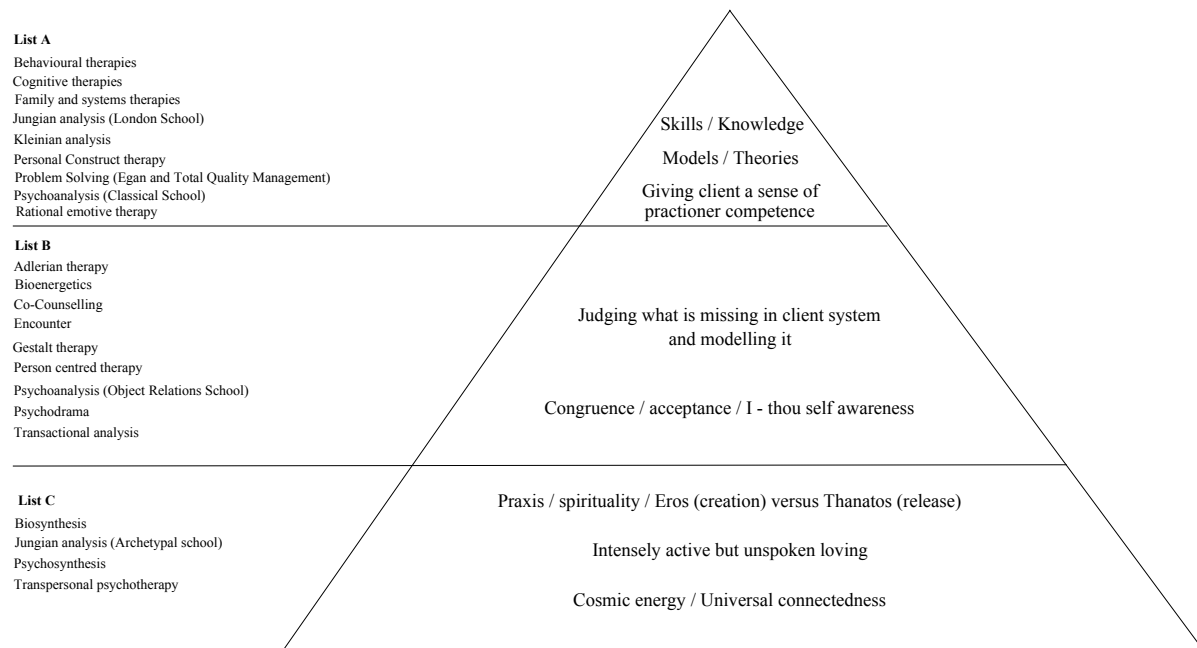 List A
Behavioural therapies
Cognitive therapies
Family and systems therapies
Jungian analysis (London School)
Kleinian analysis
Personal Construct therapy
Problem Solving (Egan and Total Quality Management)
Psychoanalysis (Classical School)
Rational emotive therapy
Skills / Knowledge
Models / Theories
Giving client a sense of
practioner competence
List B
Adlerian therapy
Bioenergetics
Co-Counselling
Encounter
Gestalt therapy
Person centred therapy
Psychoanalysis (Object Relations School)
Psychodrama
Transactional analysis
Judging what is missing in client system
and modelling it
Congruence / acceptance / I - thou self awareness
List C
Biosynthesis
Jungian analysis (Archetypal school)
Psychosynthesis
Transpersonal psychotherapy
Praxis / spirituality / Eros (creation) versus Thanatos (release)
Intensely active but unspoken loving
Cosmic energy / Universal connectedness